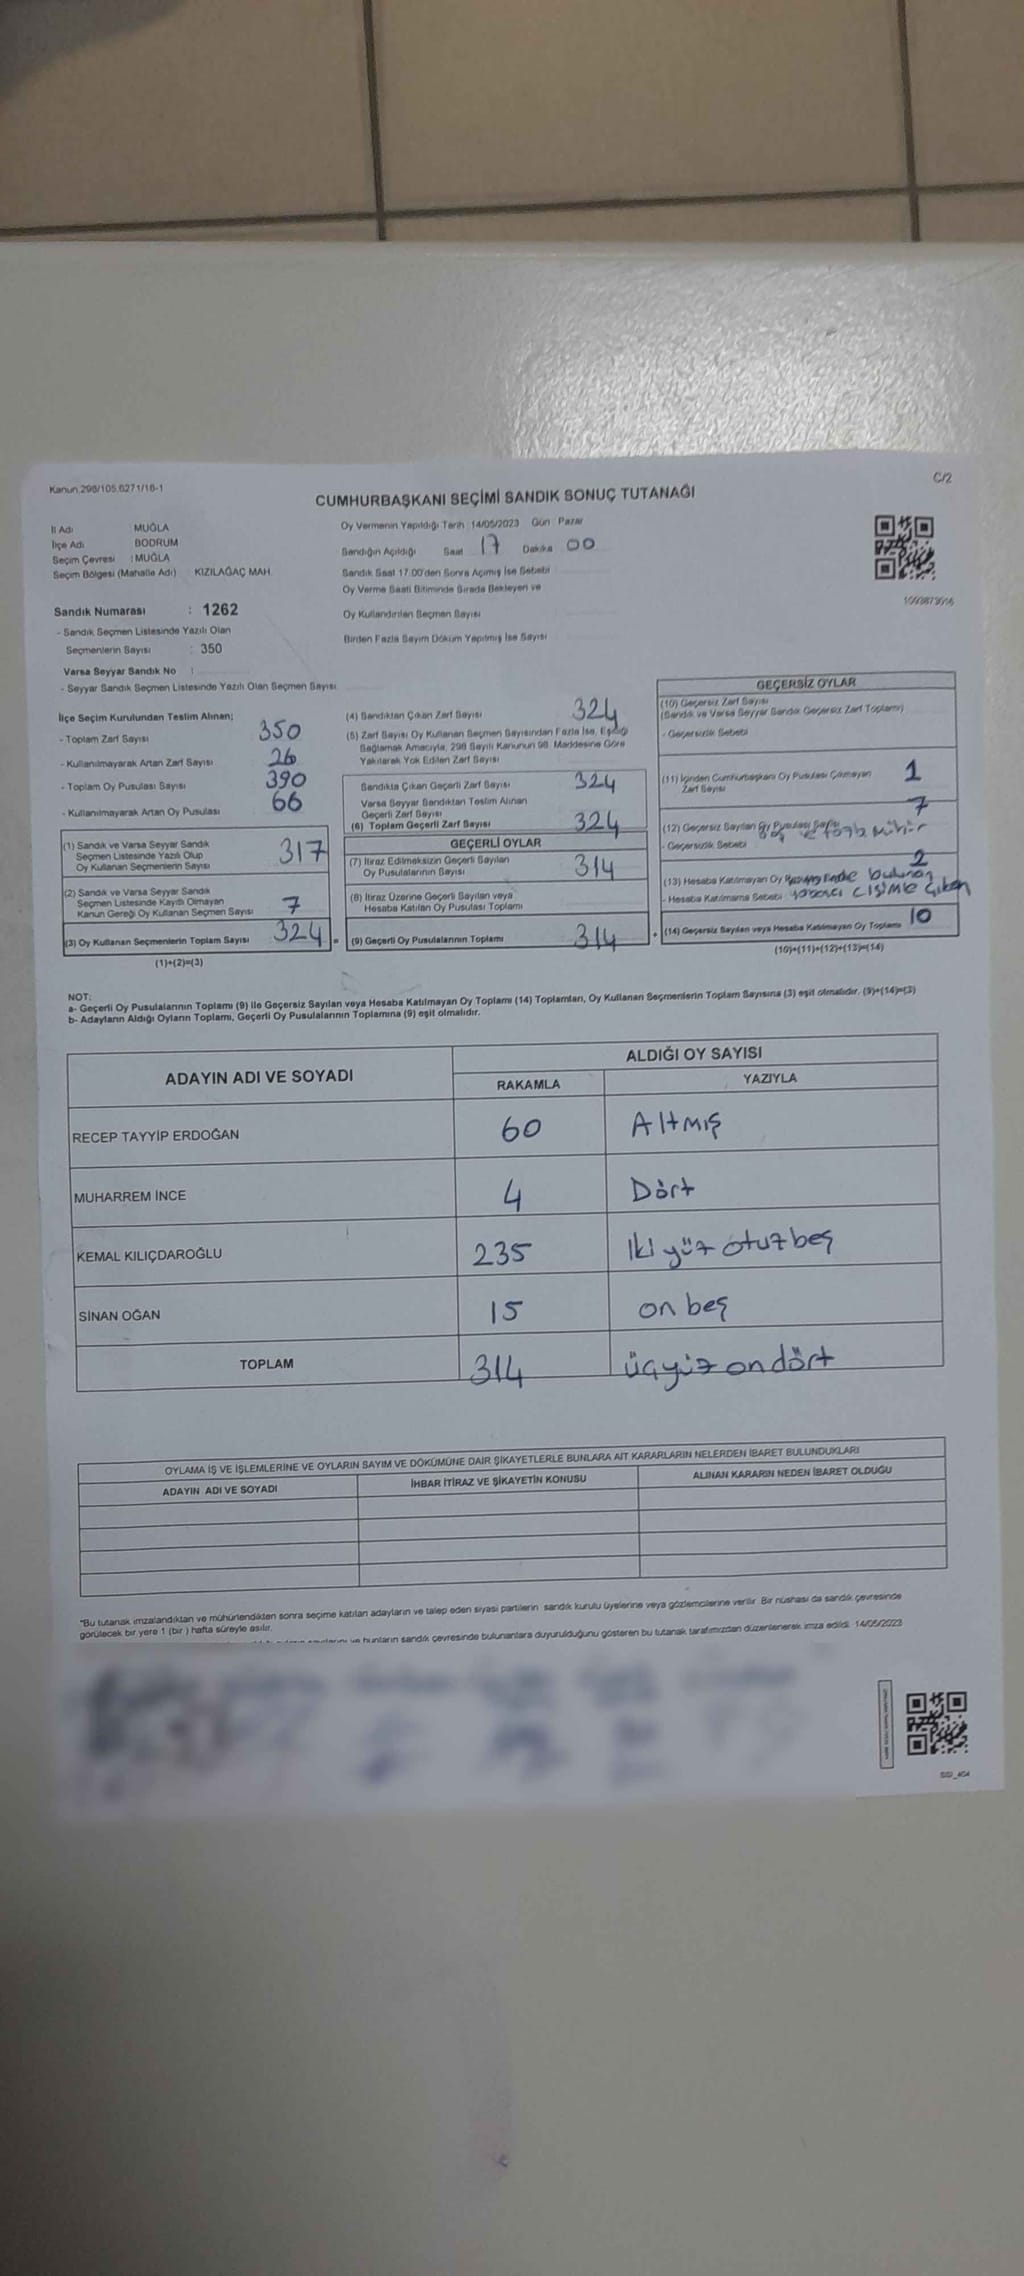 Kanun.298/105,6271/16-1
C/2
CUMHURBAŞKANI SEÇİMİ SANDIK SONUÇ TUTANAĞI
İl Adı MUĞLA
İlçe Adı BODRUM
Seçim Çevresi : MUĞLA
Seçim Bölgesi (Mahalle Adı) KIZILAĞAÇ MAH.
Sandık Numarası : 1262
- Sandık Seçmen Listesinde Yazılı Olan
Seçmenlerin Sayısı : 350
Varsa Seyyar Sandık No :
- Seyyar Sandık Seçmen Listesinde Yazılı Olan Seçmen Sayısı
Oy Vermenin Yapıldığı Tarih : 14/05/2023 Gün : Pazar
Sandığın Açıldığı Saat 17 Dakika 00
Sandık Saat 17.00'den Sonra Açılmış İse Sebebi
Oy Verme Saati Bitiminde Sırada Bekleyen ve
Oy Kullandırılan Seçmen Sayısı
Birden Fazla Sayım Döküm Yapılmış İse Sayısı
İlçe Seçim Kurulundan Teslim Alınan;
- Toplam Zarf Sayısı 350
- Kullanılmayarak Artan Zarf Sayısı 26
- Toplam Oy Pusulası Sayısı 390
- Kullanılmayarak Artan Oy Pusulası 66
(1) Sandık ve Varsa Seyyar Sandık
Seçmen Listesinde Yazılı Olup
Oy Kullanan Seçmenlerin Sayısı 317
(2) Sandık ve Varsa Seyyar Sandık
Seçmen Listesinde Kayıtlı Olmayan
Kanun Gereği Oy Kullanan Seçmen Sayısı 7
(3) Oy Kullanan Seçmenlerin Toplam Sayısı 324 =
(1)+(2)=(3)
(4) Sandıktan Çıkan Zarf Sayısı 324
(5) Zarf Sayısı Oy Kullanan Seçmen Sayısından Fazla İse, Eşitliği
Sağlamak Amacıyla, 298 Sayılı Kanunun 98. Maddesine Göre
Yakılarak Yok Edilen Zarf Sayısı
Sandıkta Çıkan Geçerli Zarf Sayısı 324
Varsa Seyyar Sandıktan Teslim Alınan
Geçerli Zarf Sayısı
(6) Toplam Geçerli Zarf Sayısı 324
GEÇERLİ OYLAR
(7) İtiraz Edilmeksizin Geçerli Sayılan
Oy Pusulalarının Sayısı 314
(8) İtiraz Üzerine Geçerli Sayılan veya
Hesaba Katılan Oy Pusulası Toplamı
(9) Geçerli Oy Pusulalarının Toplamı 314 +
GEÇERSİZ OYLAR
(10) Geçersiz Zarf Sayısı
(Sandık ve Varsa Seyyar Sandık Geçersiz Zarf Toplamı)
- Geçersizlik Sebebi
(11) İçinden Cumhurbaşkanı Oy Pusulası Çıkmayan
Zarf Sayısı 1
(12) Geçersiz Sayılan Oy Pusulası Sayısı 7
- Geçersizlik Sebebi mühür
(13) Hesaba Katılmayan Oy 2
- Hesaba Katılmama Sebebi bulunan yabancı cisimle çıkan
(14) Geçersiz Sayılan veya Hesaba Katılmayan Oy Toplamı 10
(10)+(11)+(12)+(13)=(14)
NOT:
a- Geçerli Oy Pusulalarının Toplamı (9) ile Geçersiz Sayılan veya Hesaba Katılmayan Oy Toplamı (14) Toplamları, Oy Kullanan Seçmenlerin Toplam Sayısına (3) eşit olmalıdır. (9)+(14)=(3)
b- Adayların Aldığı Oyların Toplamı, Geçerli Oy Pusulalarının Toplamına (9) eşit olmalıdır.
ADAYIN ADI VE SOYADI
ALDIĞI OY SAYISI
RAKAMLA YAZIYLA
RECEP TAYYİP ERDOĞAN 60 Altmış
MUHARREM İNCE 4 Dört
KEMAL KILIÇDAROĞLU 235 İki yüz otuz beş
SİNAN OĞAN 15 on beş
TOPLAM 314 üçyüz on dört
OYLAMA İŞ VE İŞLEMLERİNE VE OYLARIN SAYIM VE DÖKÜMÜNE DAİR ŞİKAYETLERLE BUNLARA AİT KARARLARIN NELERDEN İBARET BULUNDUKLARI
ADAYIN ADI VE SOYADI İHBAR İTİRAZ VE ŞİKAYETİN KONUSU ALINAN KARARIN NEDEN İBARET OLDUĞU
"Bu tutanak imzalandıktan ve mühürlendikten sonra seçime katılan adayların ve talep eden siyasi partilerin sandık kurulu üyelerine veya gözlemcilerine verilir. Bir nüshası da sandık çevresinde
görülecek bir yere 1 (bir) hafta süreyle asılır.
ve bunların sandık çevresinde bulunanlara duyurulduğunu gösteren bu tutanak tarafımızdan düzenlenerek imza edildi. 14/05/2023